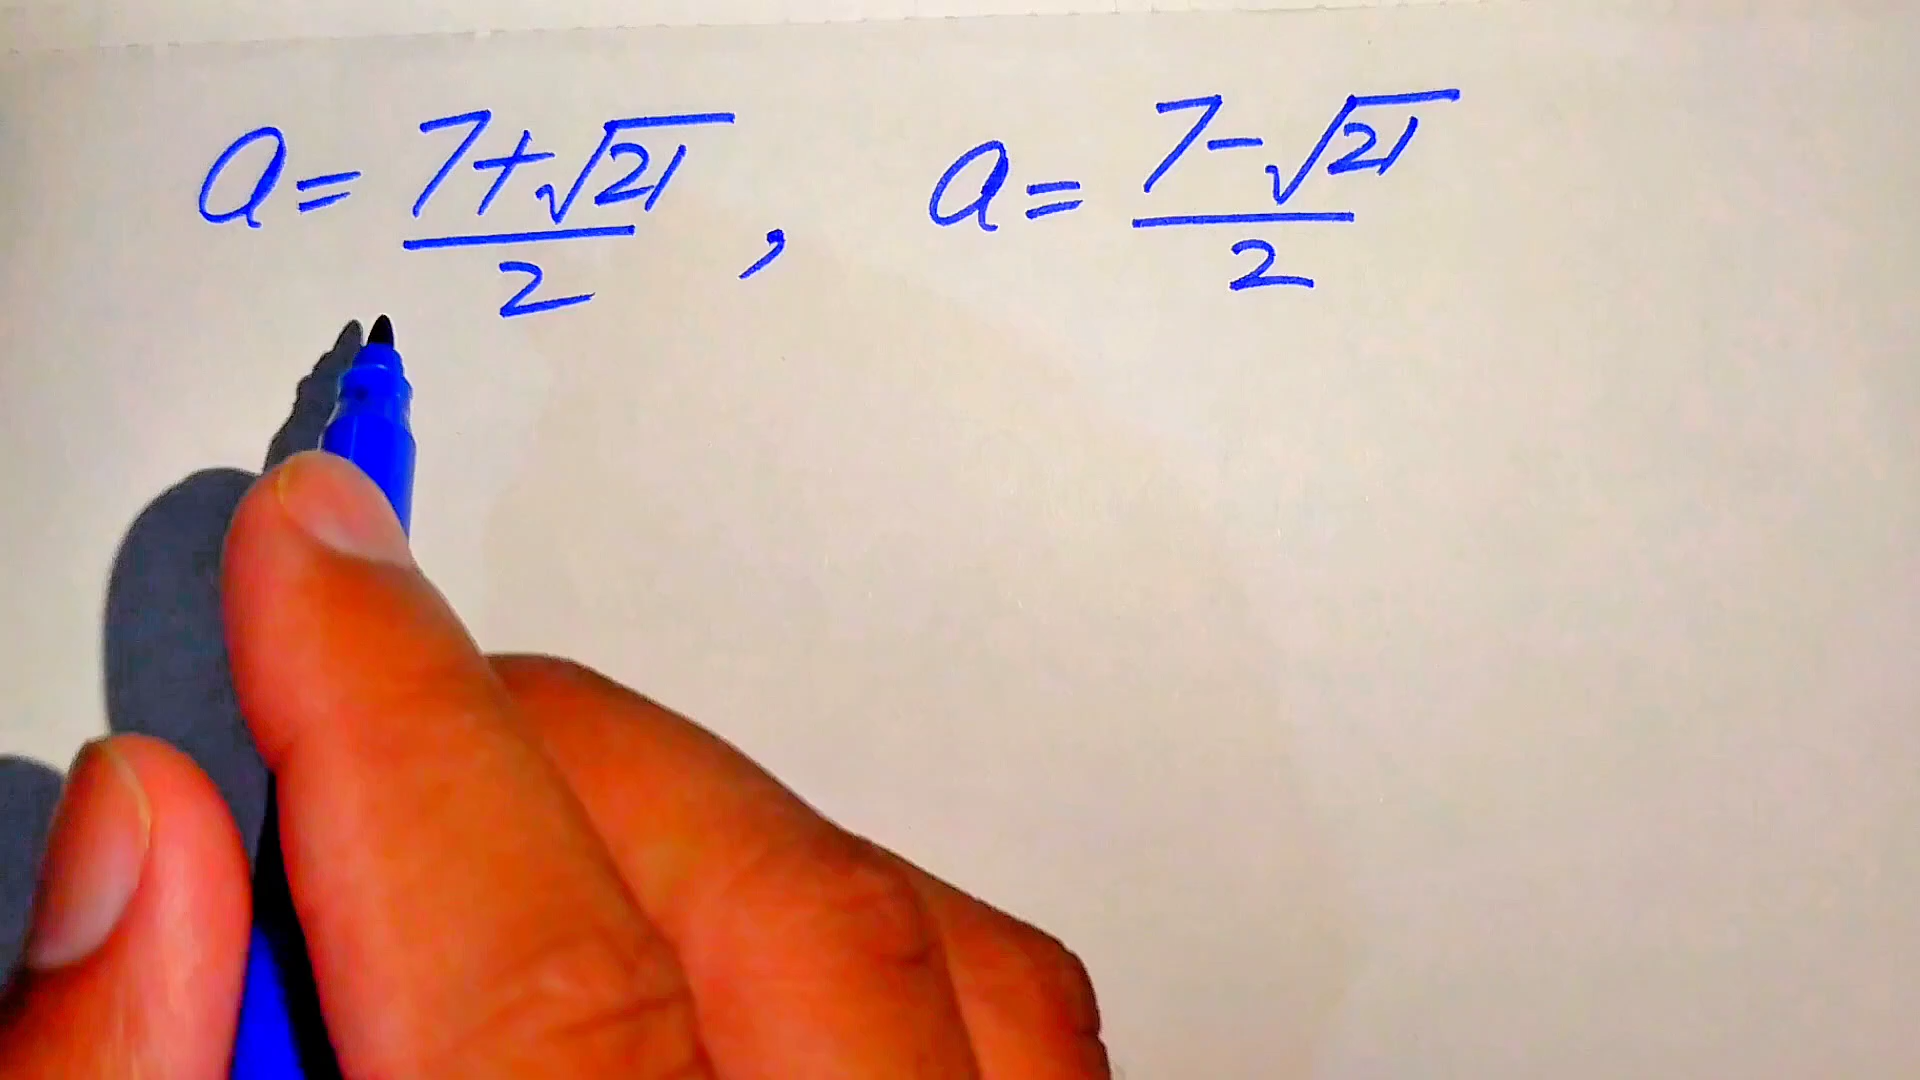 a = (7+√21)/2 , a = (7-√21)/2